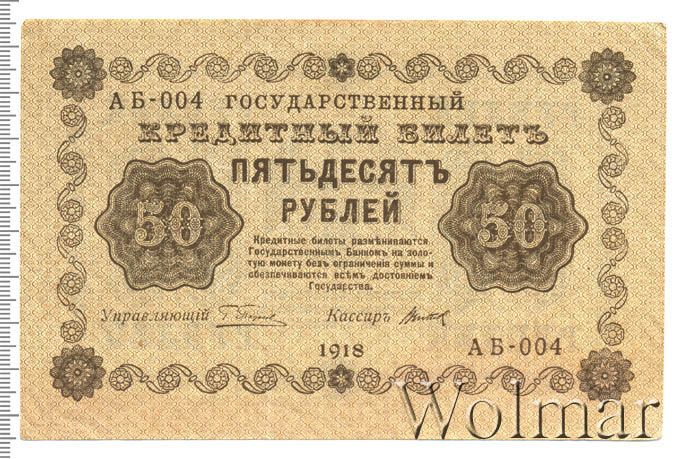 АБ-004 ГОСУДАРСТВЕННЫЙ
КРЕДИТНЫЙ БИЛЕТЪ
ПЯТЬДЕСЯТЪ
РУБЛЕЙ
50
50
Кредитные билеты размѣниваются
Государственнымъ Банкомъ на золо-
тую монету безъ ограниченія суммы и
обезпечиваются всѣмъ достояніемъ
Государства.
Управляющій
Кассиръ
1918
АБ-004
Wolmar